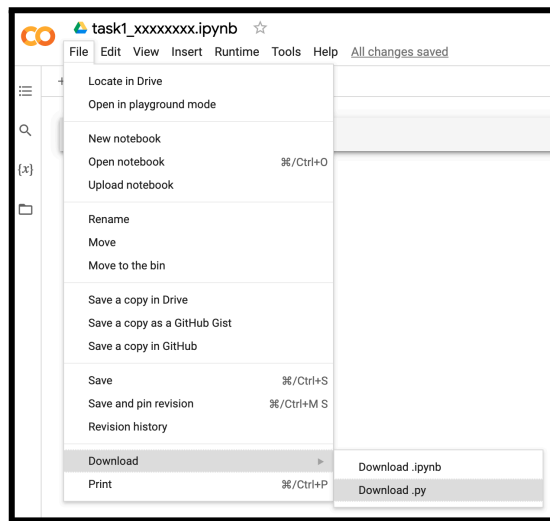 task1_xxxxxxxx.ipynb
File Edit View Insert Runtime Tools Help All changes saved
Locate in Drive
Open in playground mode
New notebook
Open notebook ⌘/Ctrl+O
Upload notebook
Rename
Move
Move to the bin
Save a copy in Drive
Save a copy as a GitHub Gist
Save a copy in GitHub
Save ⌘/Ctrl+S
Save and pin revision ⌘/Ctrl+M S
Revision history
Download
Print ⌘/Ctrl+P
Download .ipynb
Download .py
{x}